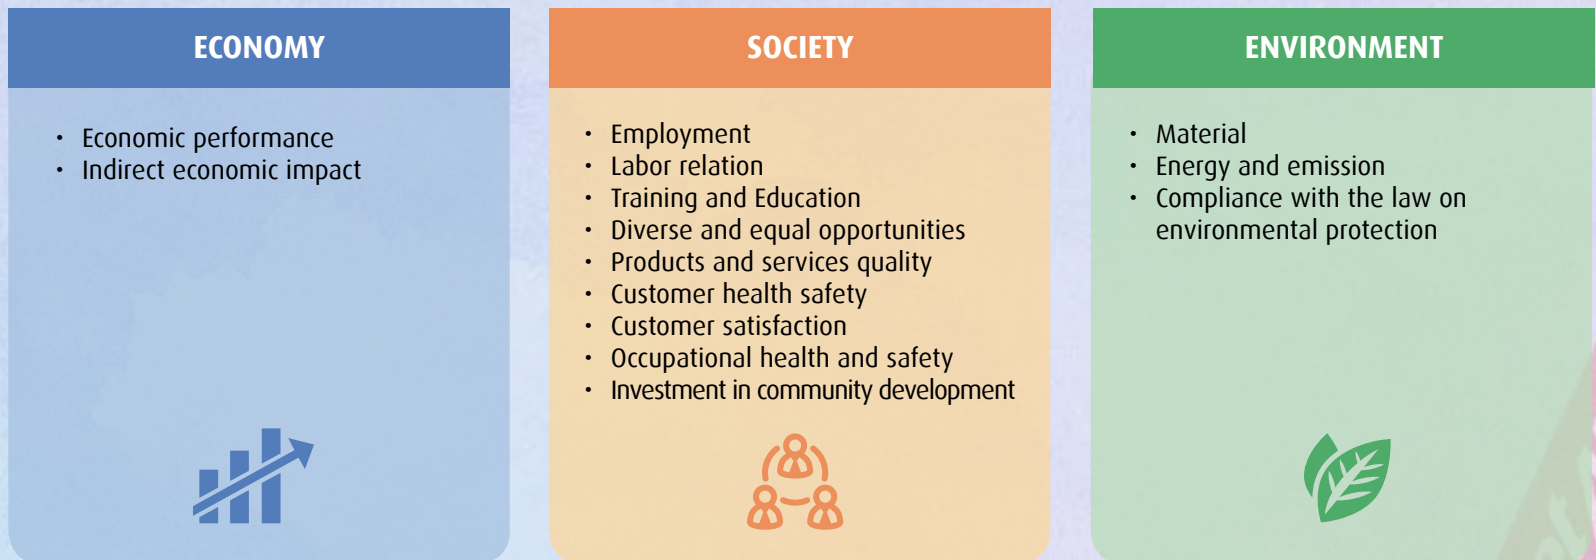 ECONOMY
• Economic performance
• Indirect economic impact
SOCIETY
• Employment
• Labor relation
• Training and Education
• Diverse and equal opportunities
• Products and services quality
• Customer health safety
• Customer satisfaction
• Occupational health and safety
• Investment in community development
ENVIRONMENT
• Material
• Energy and emission
• Compliance with the law on
environmental protection